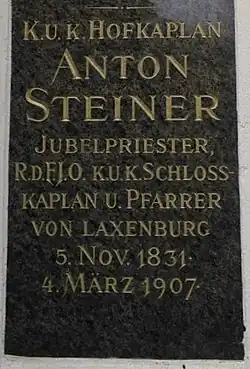 K.U.K. HOFKAPLAN
ANTON
STEINER
JUBELPRIESTER,
R.D.F.J.O. K.U.K. SCHLOSS-
KAPLAN U. PFARRER
VON LAXENBURG
5. NOV. 1831·
4. MÄRZ 1907·